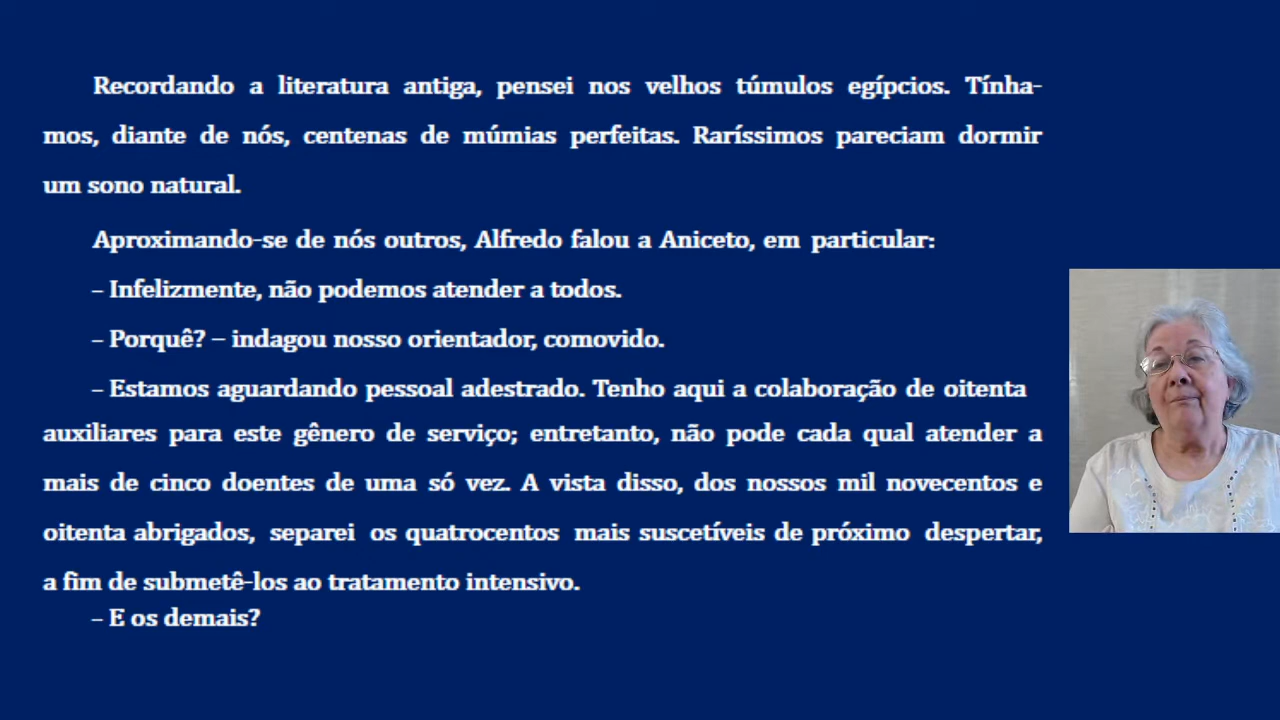 Recordando a literatura antiga, pensei nos velhos túmulos egípcios. Tínha-
mos, diante de nós, centenas de múmias perfeitas. Raríssimos pareciam dormir
um sono natural.
Aproximando-se de nós outros, Alfredo falou a Aniceto, em particular:
– Infelizmente, não podemos atender a todos.
– Porquê? – indagou nosso orientador, comovido.
– Estamos aguardando pessoal adestrado. Tenho aqui a colaboração de oitenta
auxiliares para este gênero de serviço; entretanto, não pode cada qual atender a
mais de cinco doentes de uma só vez. A vista disso, dos nossos mil novecentos e
oitenta abrigados, separei os quatrocentos mais suscetíveis de próximo despertar,
a fim de submetê-los ao tratamento intensivo.
– E os demais?